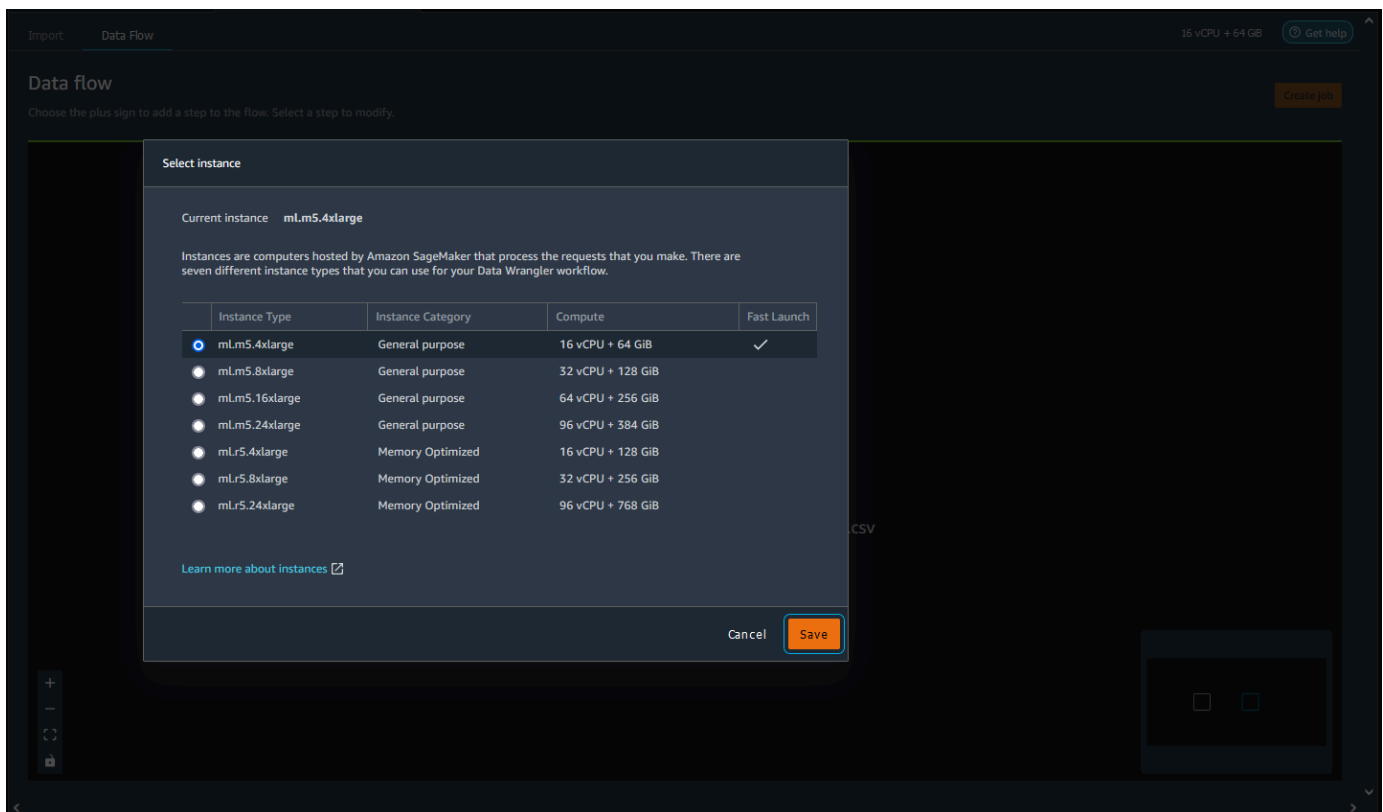 Import Data Flow 16 vCPU + 64 GiB Get help
Data flow
Create job
Choose the plus sign to add a step to the flow. Select a step to modify.
Select instance
Current instance ml.m5.4xlarge
Instances are computers hosted by Amazon SageMaker that process the requests that you make. There are
seven different instance types that you can use for your Data Wrangler workflow.
Instance Type Instance Category Compute Fast Launch
ml.m5.4xlarge General purpose 16 vCPU + 64 GiB
ml.m5.8xlarge General purpose 32 vCPU + 128 GiB
ml.m5.16xlarge General purpose 64 vCPU + 256 GiB
ml.m5.24xlarge General purpose 96 vCPU + 384 GiB
ml.r5.4xlarge Memory Optimized 16 vCPU + 128 GiB
ml.r5.8xlarge Memory Optimized 32 vCPU + 256 GiB
ml.r5.24xlarge Memory Optimized 96 vCPU + 768 GiB
.csv
Learn more about instances
Cancel Save